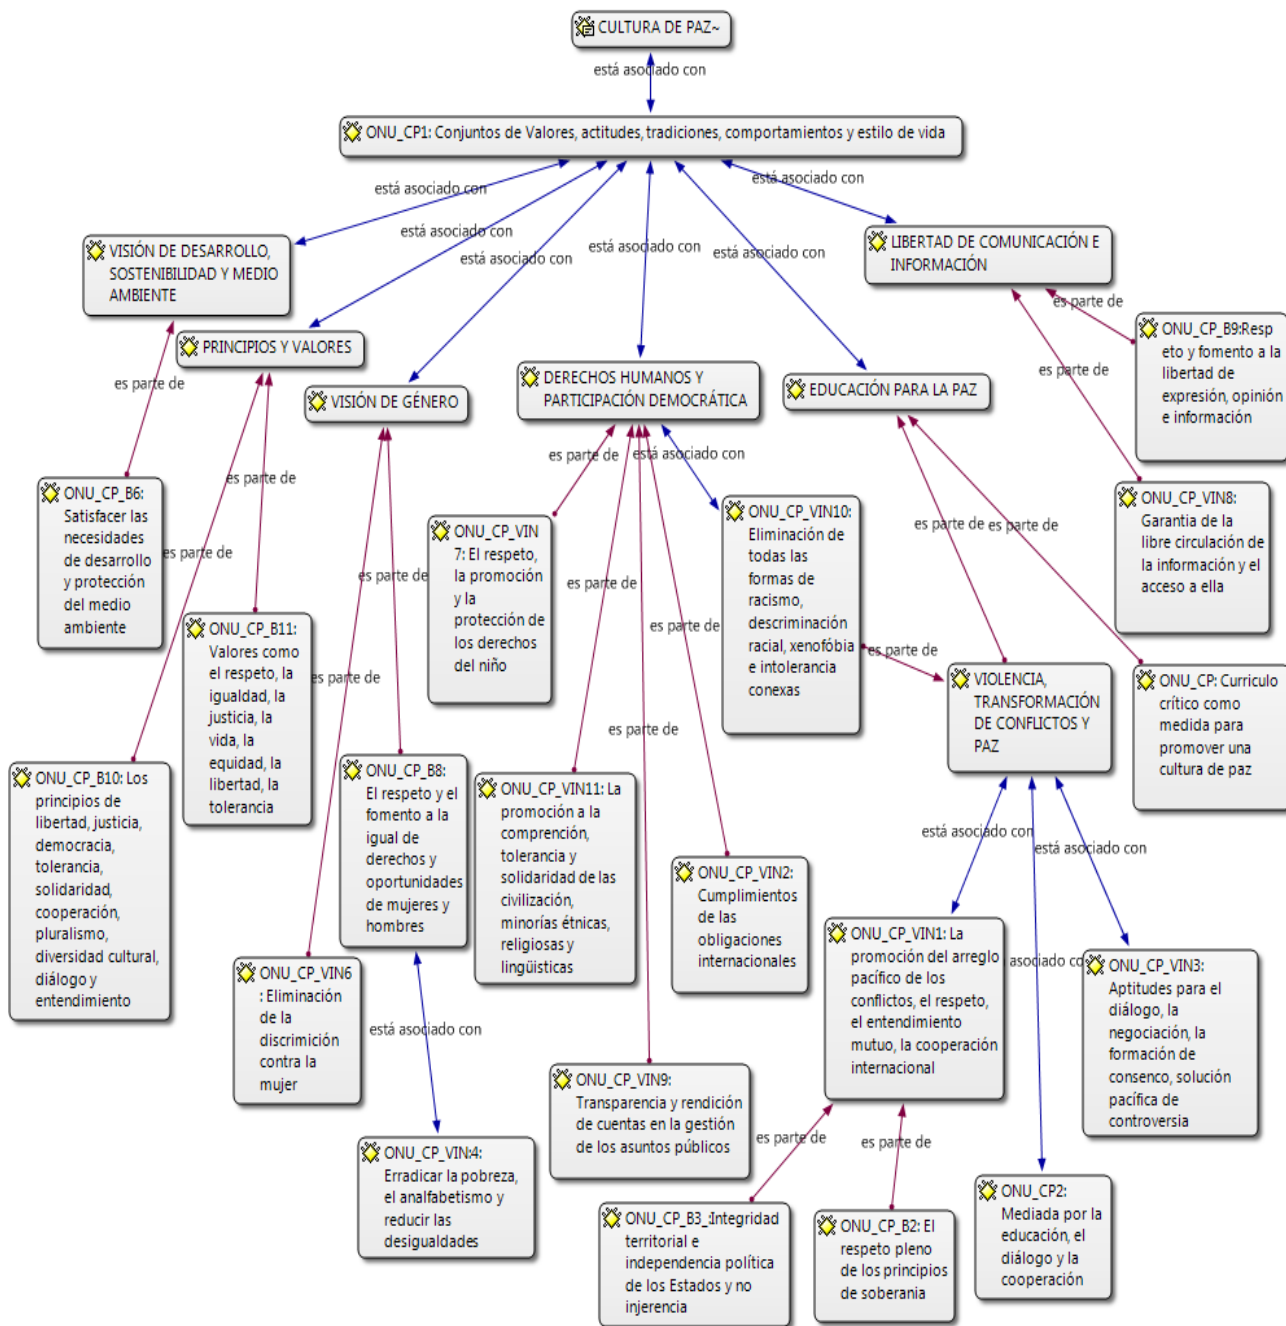 CULTURA DE PAZ~
está asociado con
ONU_CP1: Conjuntos de Valores, actitudes, tradiciones, comportamientos y estilo de vida
está asociado con
está asociado con
está asociado con
está asociado con
está asociado con
VISIÓN DE DESARROLLO,
SOSTENIBILIDAD Y MEDIO
AMBIENTE
LIBERTAD DE COMUNICACIÓN E
INFORMACIÓN
PRINCIPIOS Y VALORES
VISIÓN DE GÉNERO
DERECHOS HUMANOS Y
PARTICIPACIÓN DEMOCRÁTICA
EDUCACIÓN PARA LA PAZ
es parte de
es parte de
es parte de
ONU_CP_B9:Resp
eto y fomento a la
libertad de
expresión, opinión
e información
es parte de
es parte de
es parte de
está asociado con
ONU_CP_B6:
Satisfacer las
necesidades
de desarrollo
y protección
del medio
ambiente
ONU_CP_VIN
7: El respeto,
la promoción
y la
protección de
los derechos
del niño
ONU_CP_VIN10:
Eliminación de
todas las
formas de
racismo,
descriminación
racial, xenofóbia
e intolerancia
conexas
ONU_CP_VIN8:
Garantia de la
libre circulación de
la información y el
acceso a ella
es parte de
es parte de
es parte de
es parte de
es parte de
es parte de
es parte de
es parte de
es parte de
ONU_CP_B11:
Valores como
el respeto, la
igualdad, la
justicia, la
vida, la
equidad, la
libertad, la
tolerancia
VIOLENCIA,
TRANSFORMACIÓN
DE CONFLICTOS Y
PAZ
ONU_CP: Curriculo
crítico como
medida para
promover una
cultura de paz
ONU_CP_B10: Los
principios de
libertad, justicia,
democracia,
tolerancia,
solidaridad,
cooperación,
pluralismo,
diversidad cultural,
diálogo y
entendimiento
ONU_CP_B8:
El respeto y el
fomento a la
igual de
derechos y
oportunidades
de mujeres y
hombres
ONU_CP_VIN11: La
promoción a la
comprención,
tolerancia y
solidaridad de las
civilización,
minorías étnicas,
religiosas y
lingüisticas
ONU_CP_VIN2:
Cumplimientos
de las
obligaciones
internacionales
está asociado con
está asociado con
asociado co
ONU_CP_VIN1: La
promoción del arreglo
pacífico de los
conflictos, el respeto,
el entendimiento
mutuo, la cooperación
internacional
ONU_CP_VIN3:
Aptitudes para el
diálogo, la
negociación, la
formación de
consenco, solución
pacífica de
controversia
ONU_CP_VIN6
: Eliminación
de la
discrimición
contra la
mujer
está asociado con
ONU_CP_VIN9:
Transparencia y rendición
de cuentas en la gestión
de los asuntos públicos
es parte de
es parte de
ONU_CP_VIN:4:
Erradicar la pobreza,
el analfabetismo y
reducir las
desigualdades
ONU_CP_B3_:Integridad
territorial e
independencia política
de los Estados y no
injerencia
ONU_CP_B2: El
respeto pleno
de los principios
de soberania
ONU_CP2:
Mediada por la
educación, el
diálogo y la
cooperación